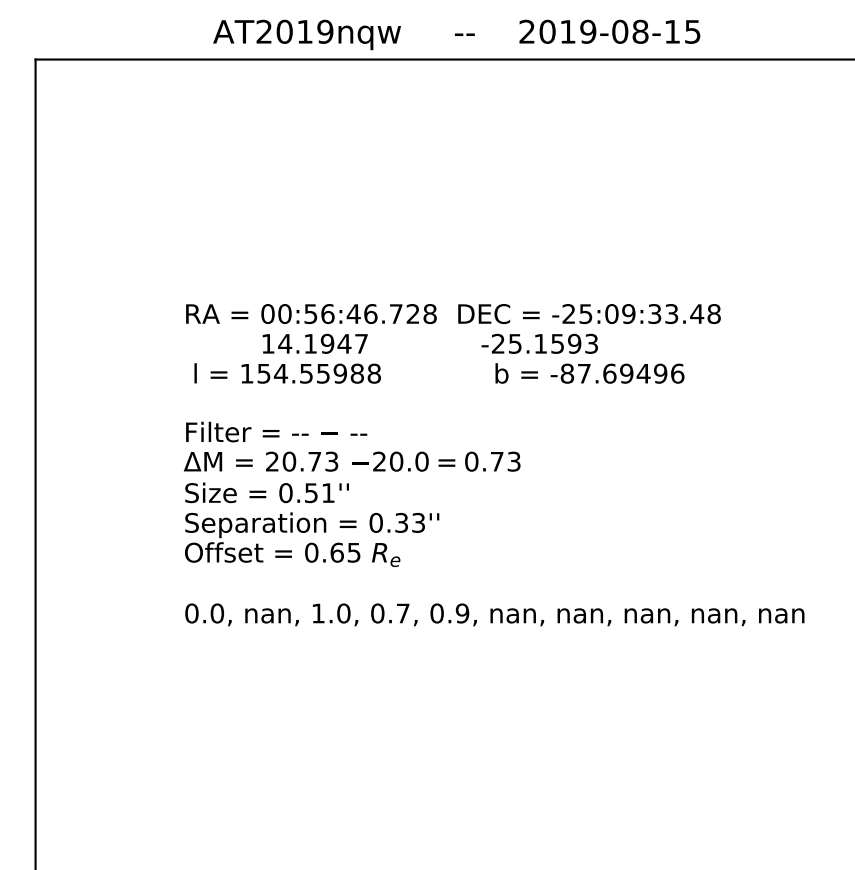 AT2019nqw -- 2019-08-15
RA = 00:56:46.728 DEC = -25:09:33.48
14.1947 -25.1593
l = 154.55988 b = -87.69496
Filter = -- − --
ΔM = 20.73 −20.0 = 0.73
Size = 0.51''
Separation = 0.33''
Offset = 0.65 Rₑ
0.0, nan, 1.0, 0.7, 0.9, nan, nan, nan, nan, nan